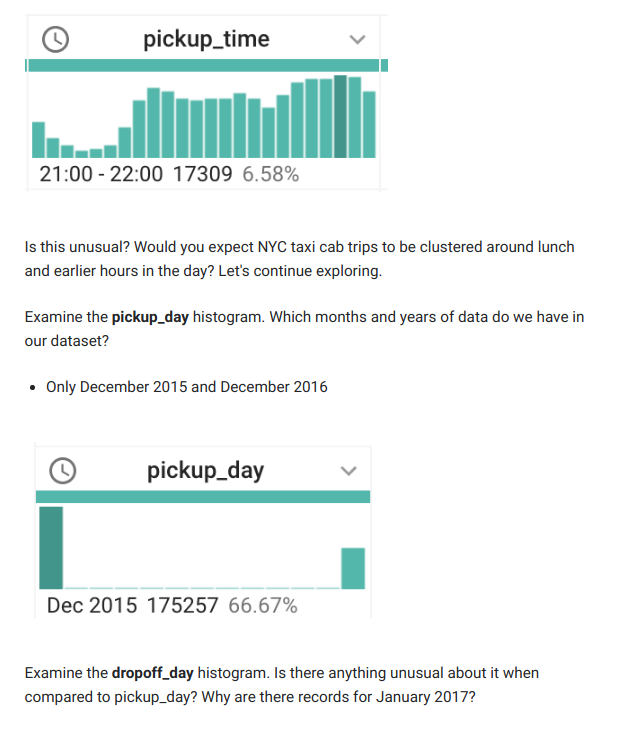 pickup_time
21:00 - 22:00 17309 6.58%
Is this unusual? Would you expect NYC taxi cab trips to be clustered around lunch
and earlier hours in the day? Let's continue exploring.
Examine the pickup_day histogram. Which months and years of data do we have in
our dataset?
• Only December 2015 and December 2016
pickup_day
Dec 2015 175257 66.67%
Examine the dropoff_day histogram. Is there anything unusual about it when
compared to pickup_day? Why are there records for January 2017?